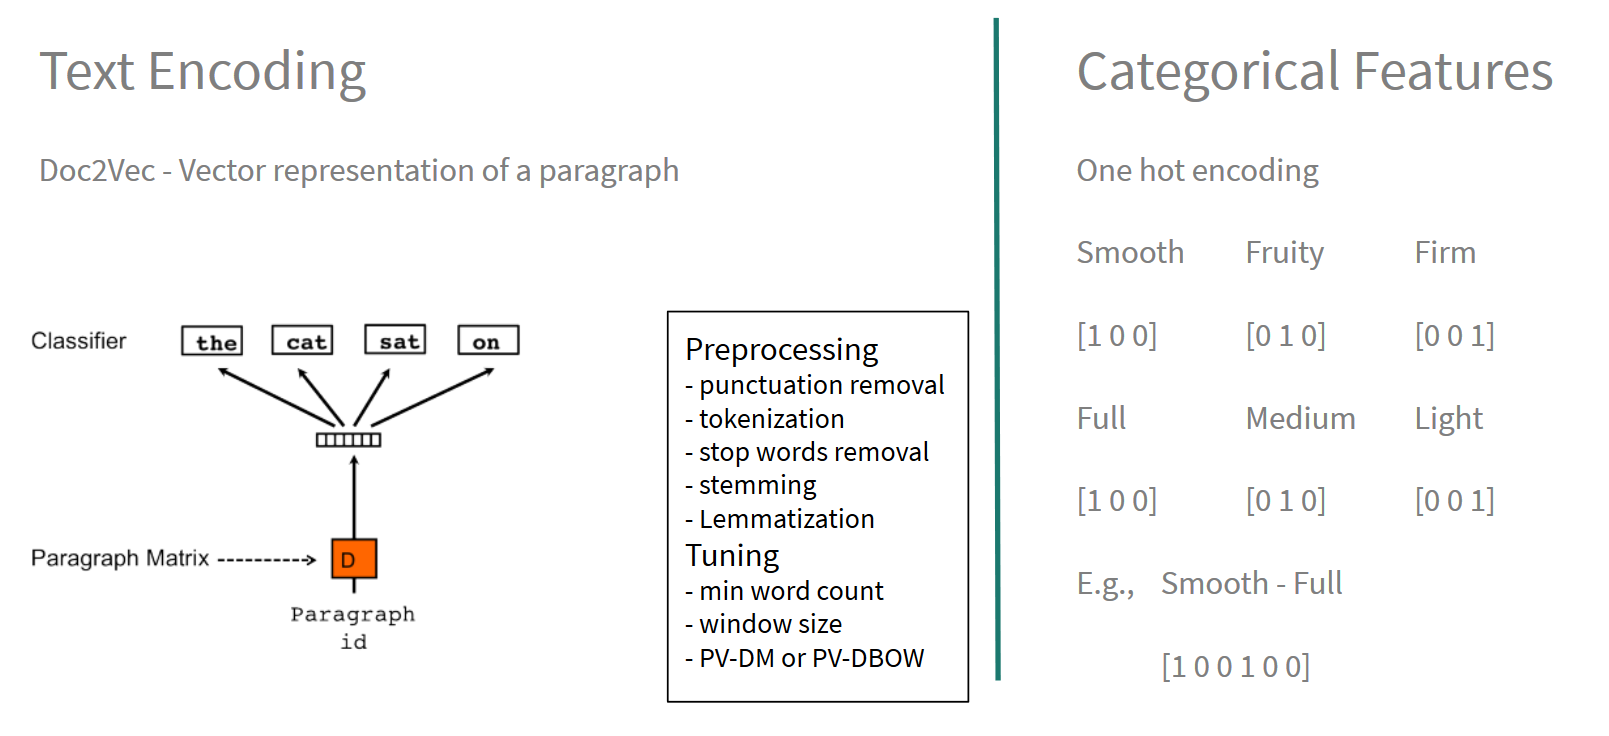 Text Encoding
Doc2Vec - Vector representation of a paragraph
Classifier
the cat sat on
Paragraph Matrix
D
Paragraph
id
Preprocessing
- punctuation removal
- tokenization
- stop words removal
- stemming
- Lemmatization
Tuning
- min word count
- window size
- PV-DM or PV-DBOW
Categorical Features
One hot encoding
Smooth Fruity Firm
[1 0 0] [0 1 0] [0 0 1]
Full Medium Light
[1 0 0] [0 1 0] [0 0 1]
E.g., Smooth - Full
[1 0 0 1 0 0]